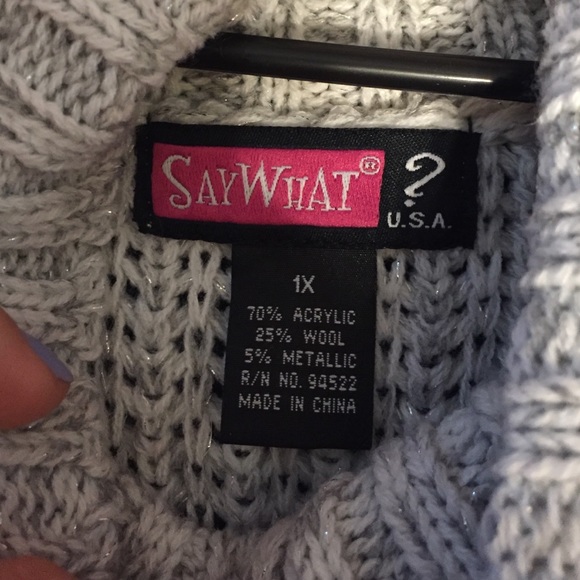 SAYWHAT® ?
U.S.A.
1X
70% ACRYLIC
25% WOOL
5% METALLIC
R/N NO. 94522
MADE IN CHINA